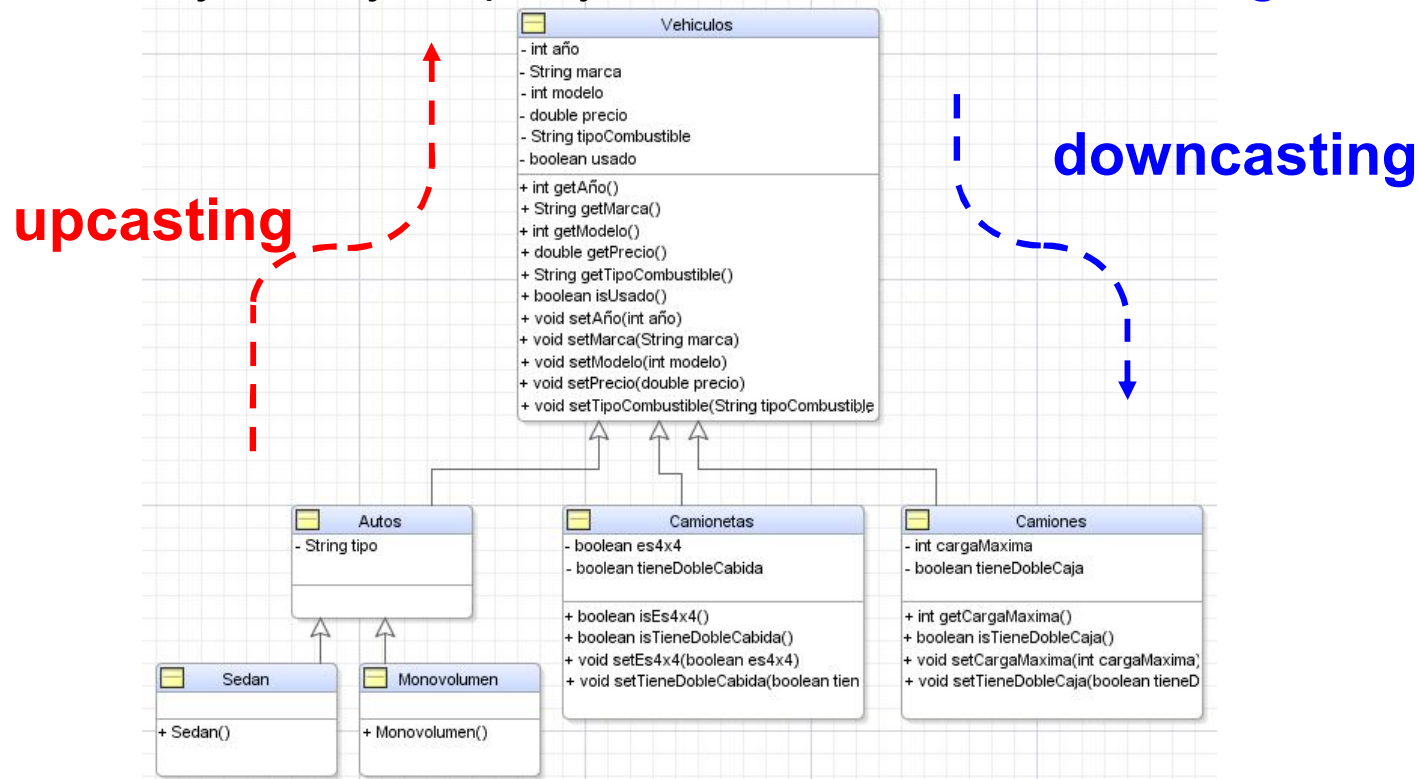 Vehiculos
- int año
- String marca
- int modelo
- double precio
- String tipoCombustible
- boolean usado
+ int getAño()
+ String getMarca()
+ int getModelo()
+ double getPrecio()
+ String getTipoCombustible()
+ boolean isUsado()
+ void setAño(int año)
+ void setMarca(String marca)
+ void setModelo(int modelo)
+ void setPrecio(double precio)
+ void setTipoCombustible(String tipoCombustible
upcasting
downcasting
Autos
- String tipo
Camionetas
- boolean es4x4
- boolean tieneDobleCabida
+ boolean isEs4x4()
+ boolean isTieneDobleCabida()
+ void setEs4x4(boolean es4x4)
+ void setTieneDobleCabida(boolean tien
Camiones
- int cargaMaxima
- boolean tieneDobleCaja
+ int getCargaMaxima()
+ boolean isTieneDobleCaja()
+ void setCargaMaxima(int cargaMaxima)
+ void setTieneDobleCaja(boolean tieneD
Sedan
+ Sedan()
Monovolumen
+ Monovolumen()